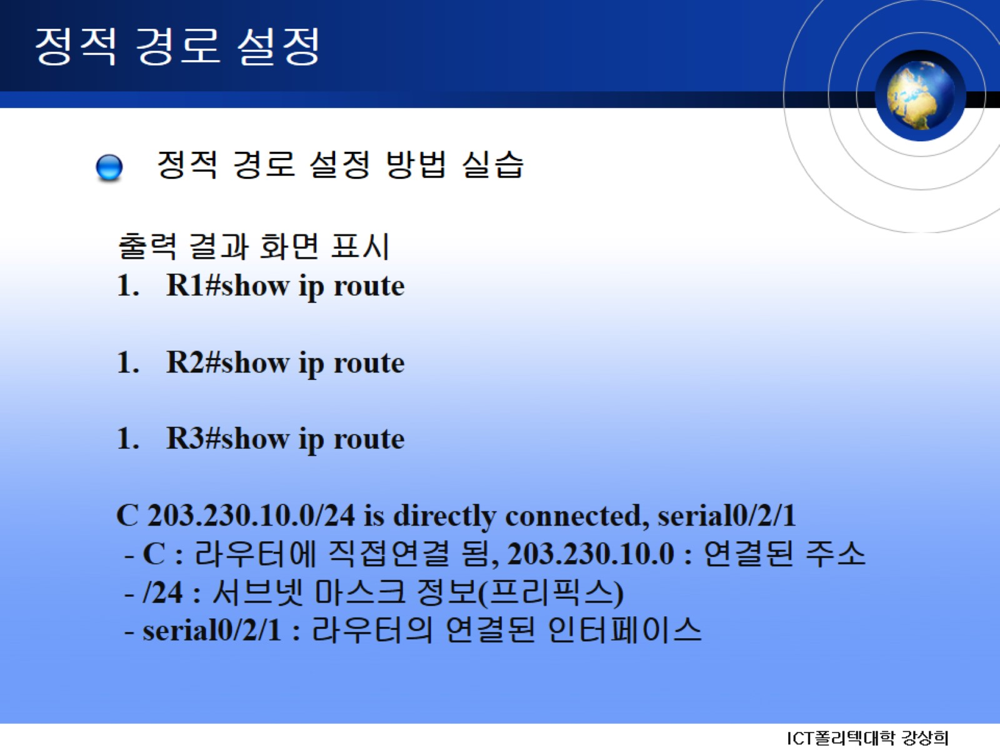 정적 경로 설정
정적 경로 설정 방법 실습
출력 결과 화면 표시
1. R1#show ip route
1. R2#show ip route
1. R3#show ip route
C 203.230.10.0/24 is directly connected, serial0/2/1
- C : 라우터에 직접연결 됨, 203.230.10.0 : 연결된 주소
- /24 : 서브넷 마스크 정보(프리픽스)
- serial0/2/1 : 라우터의 연결된 인터페이스
ICT폴리텍대학 강상희